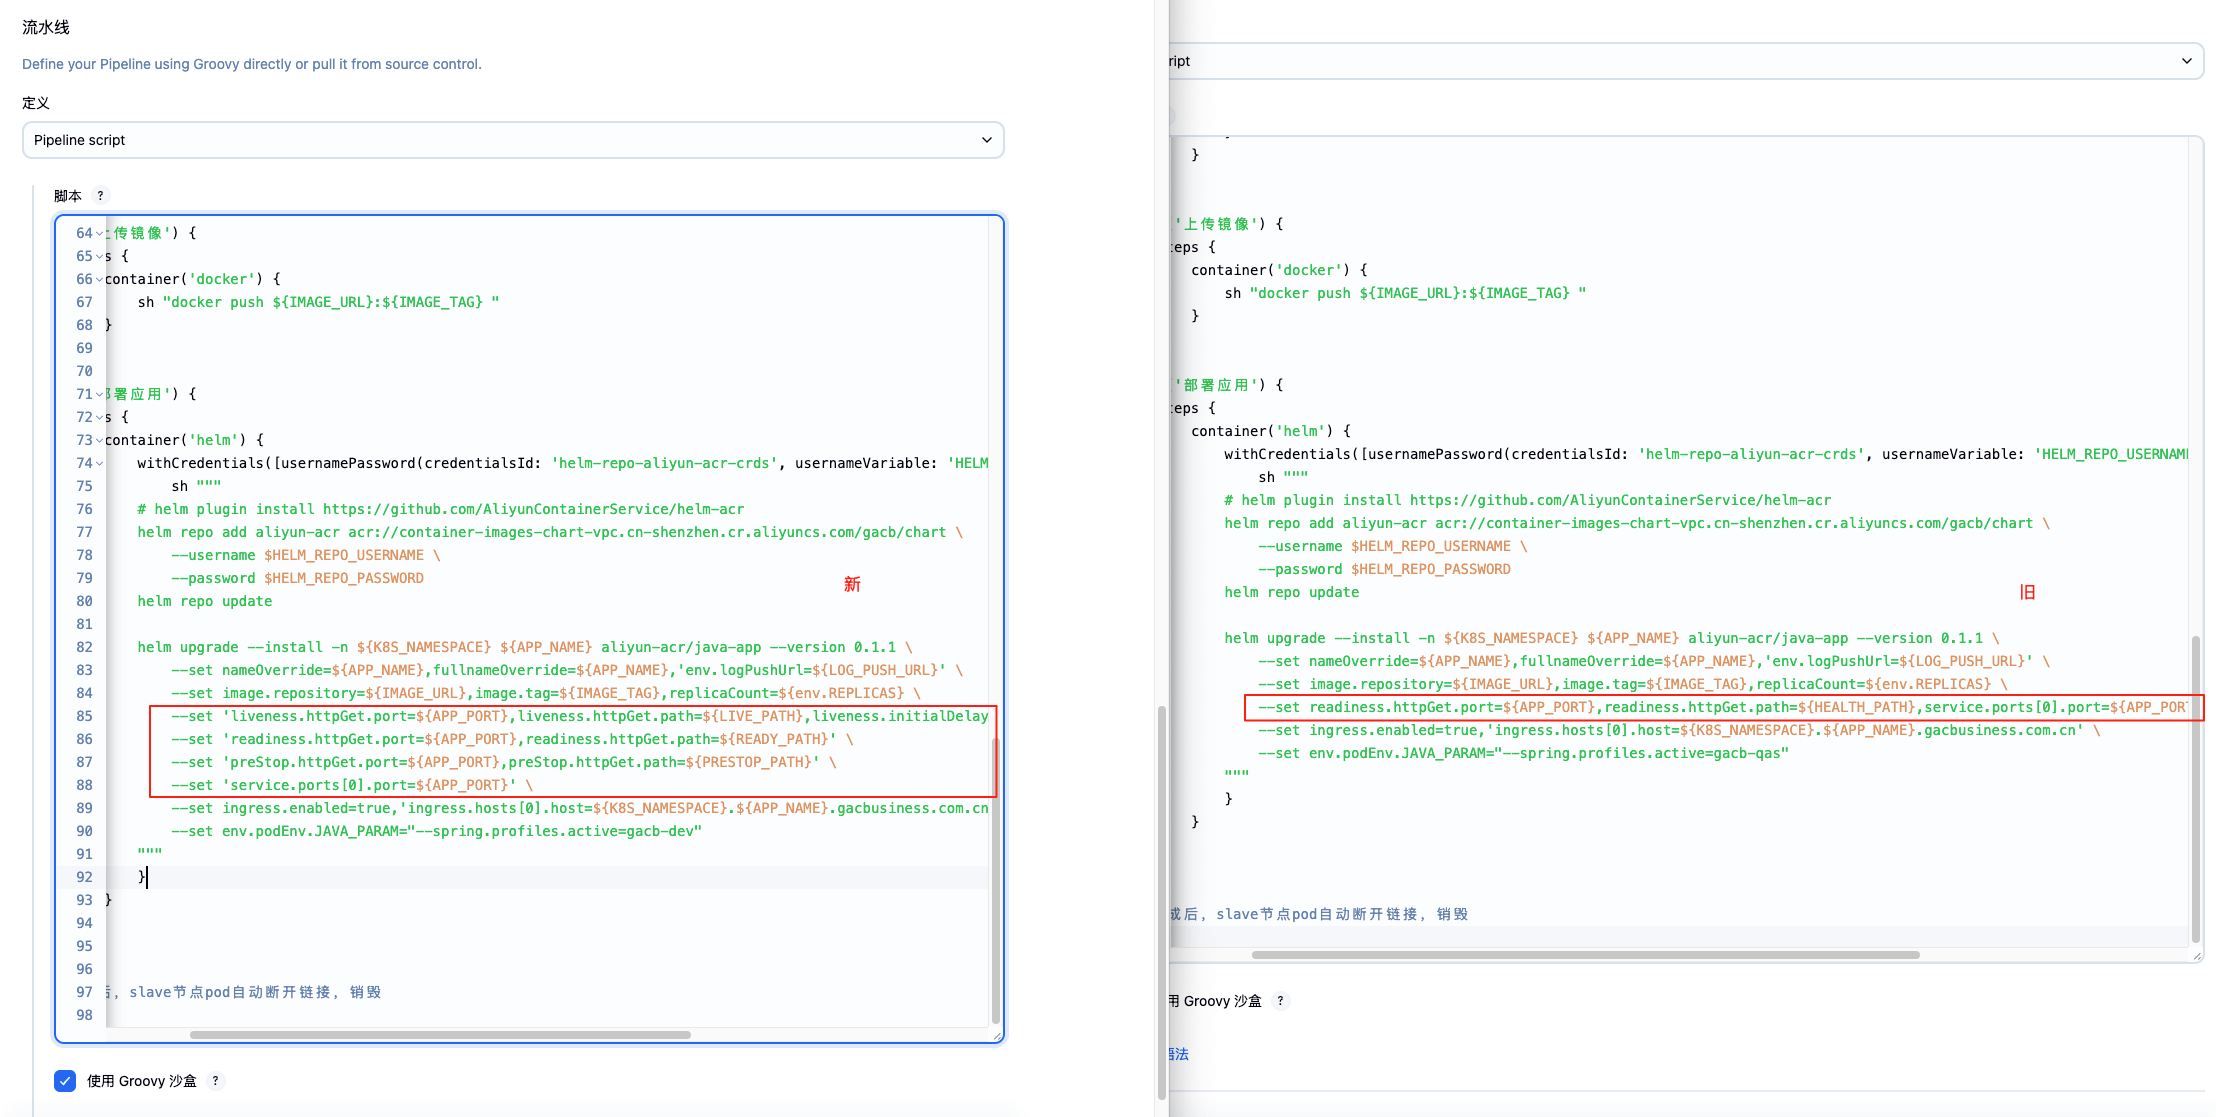 流水线
Define your Pipeline using Groovy directly or pull it from source control.
定义
Pipeline script
脚本 ?
64 传镜像') {
65 s {
66 container('docker') {
67 sh "docker push ${IMAGE_URL}:${IMAGE_TAG} "
68 }
69
70
71 署应用') {
72 s {
73 container('helm') {
74 withCredentials([usernamePassword(credentialsId: 'helm-repo-aliyun-acr-crds', usernameVariable: 'HELM
75 sh """
76 # helm plugin install https://github.com/AliyunContainerService/helm-acr
77 helm repo add aliyun-acr acr://container-images-chart-vpc.cn-shenzhen.cr.aliyuncs.com/gacb/chart \
78 --username $HELM_REPO_USERNAME \
79 --password $HELM_REPO_PASSWORD
新
80 helm repo update
81
82 helm upgrade --install -n ${K8S_NAMESPACE} ${APP_NAME} aliyun-acr/java-app --version 0.1.1 \
83 --set nameOverride=${APP_NAME},fullnameOverride=${APP_NAME},'env.logPushUrl=${LOG_PUSH_URL}' \
84 --set image.repository=${IMAGE_URL},image.tag=${IMAGE_TAG},replicaCount=${env.REPLICAS} \
85 --set 'liveness.httpGet.port=${APP_PORT},liveness.httpGet.path=${LIVE_PATH},liveness.initialDelay
86 --set 'readiness.httpGet.port=${APP_PORT},readiness.httpGet.path=${READY_PATH}' \
87 --set 'preStop.httpGet.port=${APP_PORT},preStop.httpGet.path=${PRESTOP_PATH}' \
88 --set 'service.ports[0].port=${APP_PORT}' \
89 --set ingress.enabled=true,'ingress.hosts[0].host=${K8S_NAMESPACE}.${APP_NAME}.gacbusiness.com.cn
90 --set env.podEnv.JAVA_PARAM="--spring.profiles.active=gacb-dev"
91 """
92 }
93 }
94
95
96
97 后，slave节点pod自动断开链接，销毁
98
使用 Groovy 沙盒 ?
ript
}
'上传镜像') {
teps {
container('docker') {
sh "docker push ${IMAGE_URL}:${IMAGE_TAG} "
}
'部署应用') {
teps {
container('helm') {
withCredentials([usernamePassword(credentialsId: 'helm-repo-aliyun-acr-crds', usernameVariable: 'HELM_REPO_USERNAM
sh """
# helm plugin install https://github.com/AliyunContainerService/helm-acr
helm repo add aliyun-acr acr://container-images-chart-vpc.cn-shenzhen.cr.aliyuncs.com/gacb/chart \
--username $HELM_REPO_USERNAME \
--password $HELM_REPO_PASSWORD
helm repo update
旧
helm upgrade --install -n ${K8S_NAMESPACE} ${APP_NAME} aliyun-acr/java-app --version 0.1.1 \
--set nameOverride=${APP_NAME},fullnameOverride=${APP_NAME},'env.logPushUrl=${LOG_PUSH_URL}' \
--set image.repository=${IMAGE_URL},image.tag=${IMAGE_TAG},replicaCount=${env.REPLICAS} \
--set readiness.httpGet.port=${APP_PORT},readiness.httpGet.path=${HEALTH_PATH},service.ports[0].port=${APP_PORT
--set ingress.enabled=true,'ingress.hosts[0].host=${K8S_NAMESPACE}.${APP_NAME}.gacbusiness.com.cn' \
--set env.podEnv.JAVA_PARAM="--spring.profiles.active=gacb-qas"
"""
}
}
成后，slave节点pod自动断开链接，销毁
用 Groovy 沙盒 ?
语法